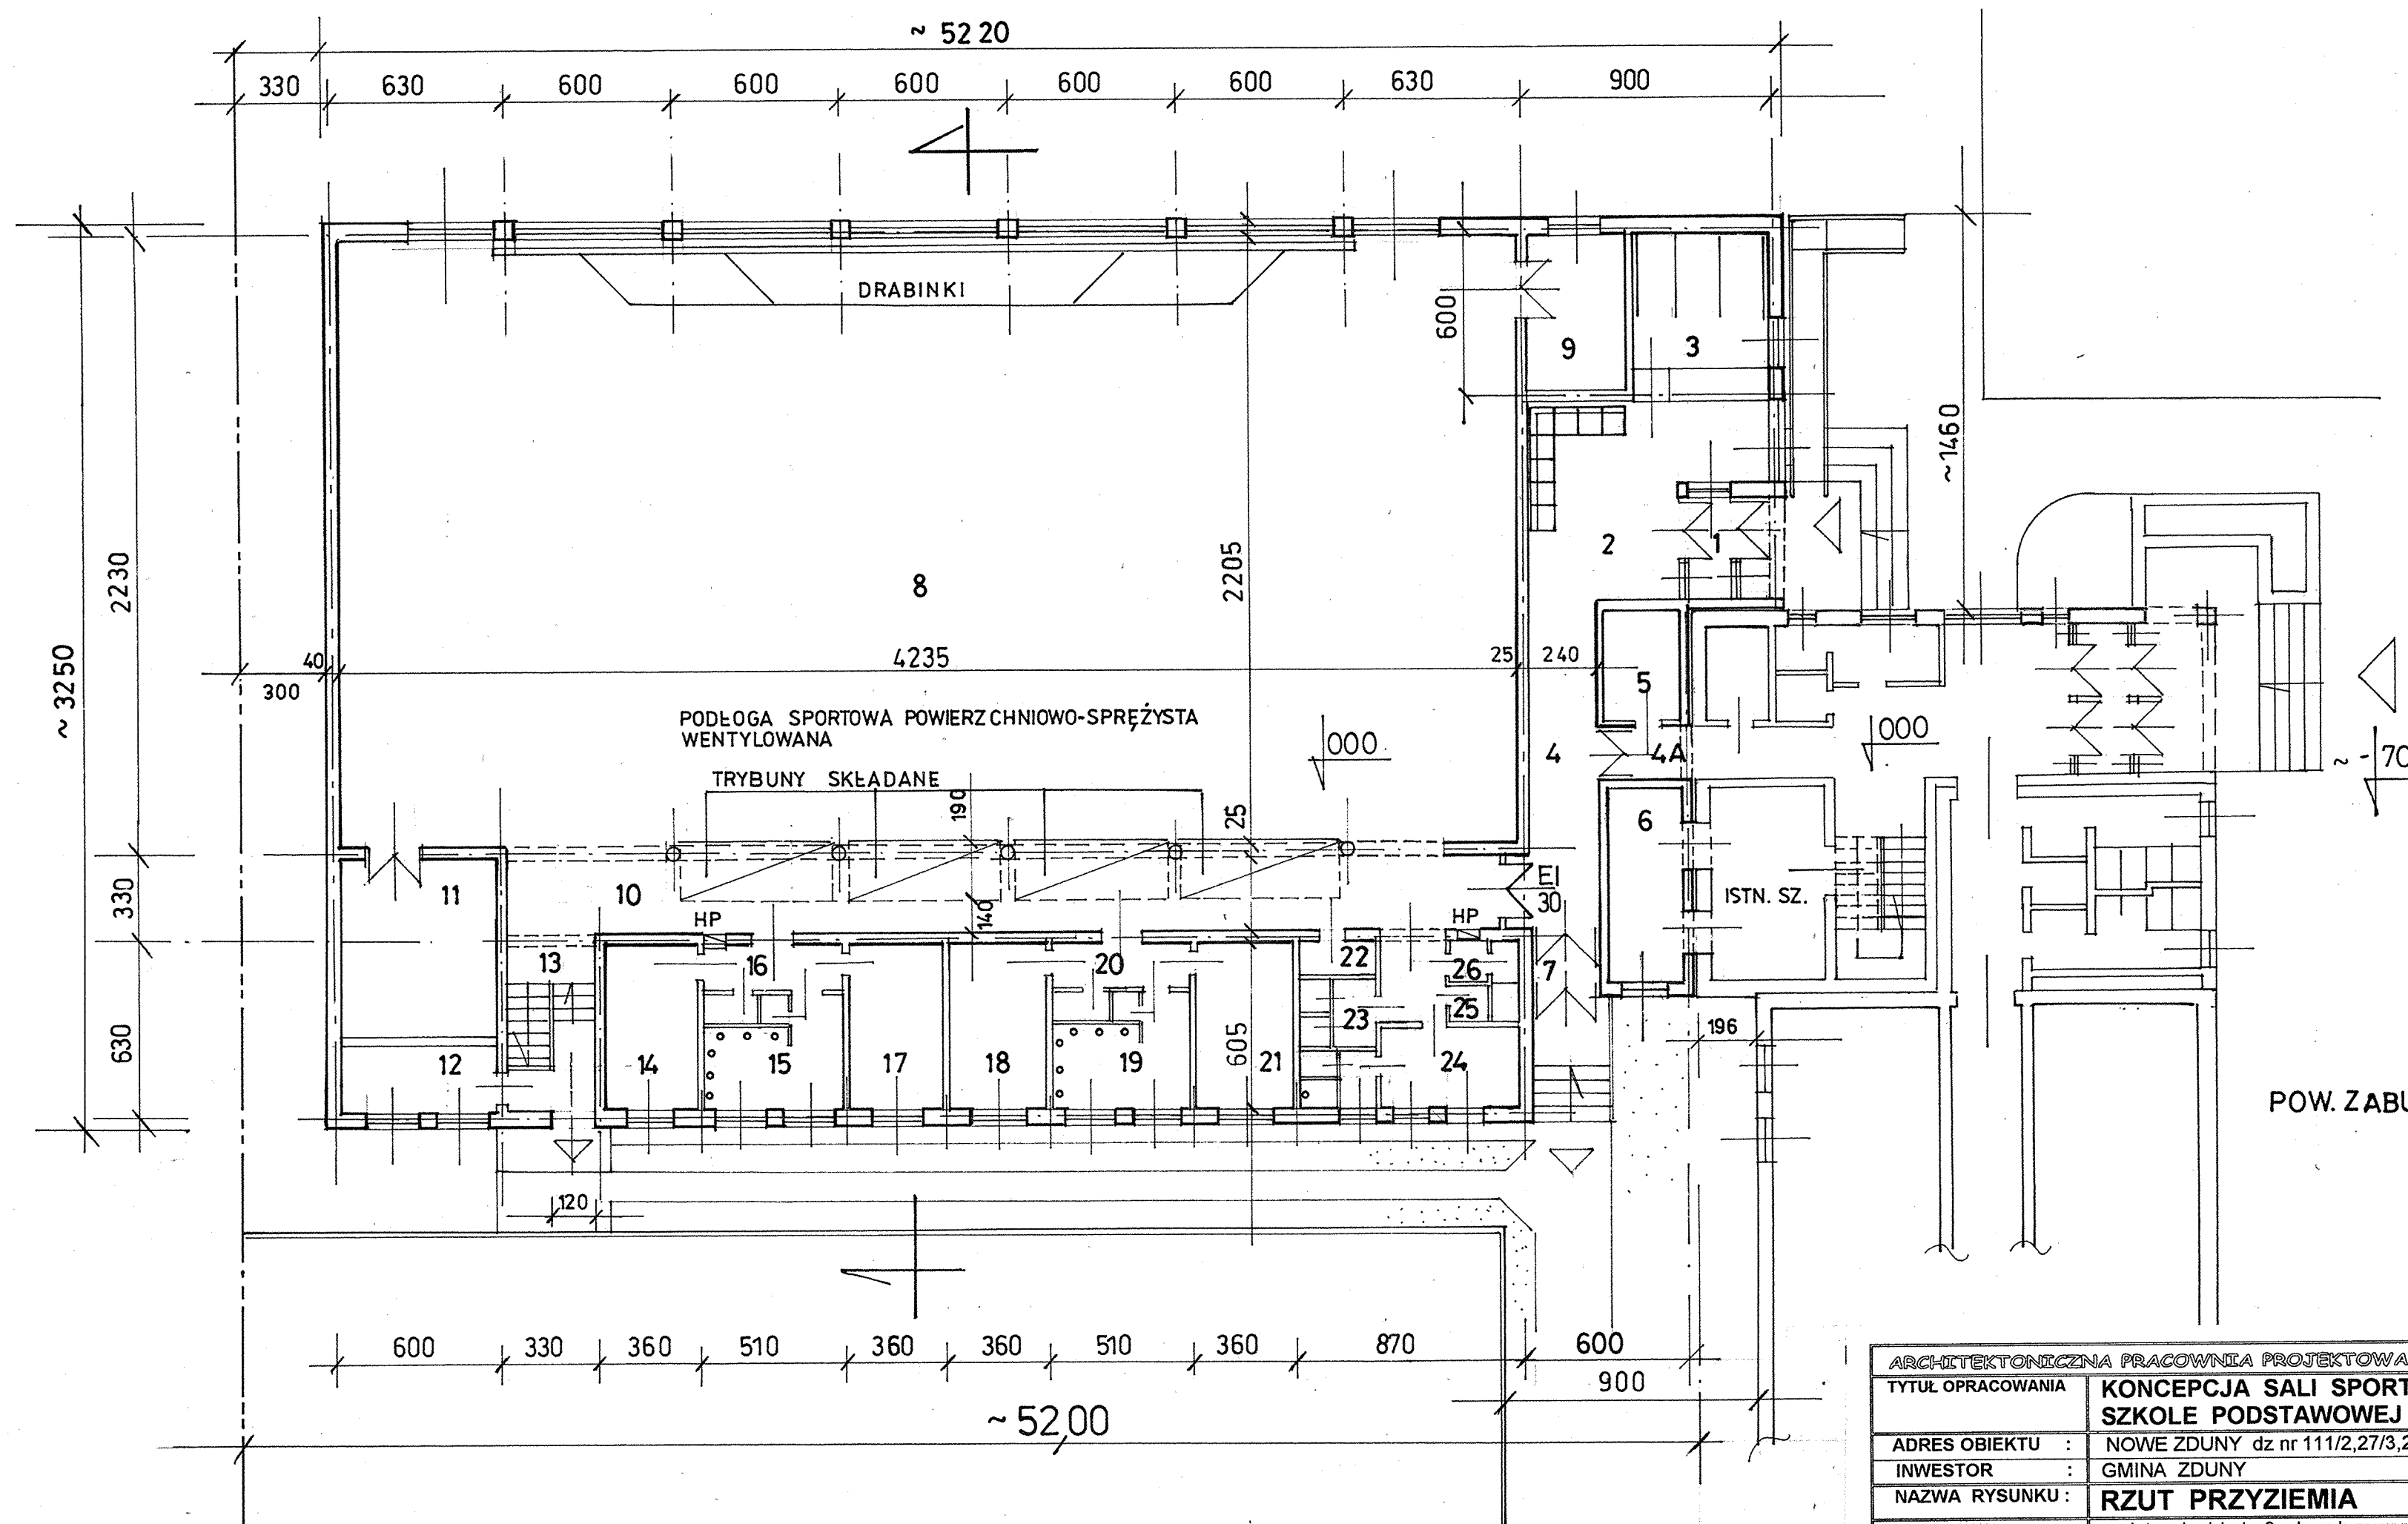 ~ 5220
330 630 600 600 600 600 600 630 900
DRABINKI
600
9
3
~1460
2230
~3250
8
2205
2
1
40
300
4235
25
240
5
PODŁOGA SPORTOWA POWIERZCHNIOWO-SPRĘŻYSTA
WENTYLOWANA
000
4
4A
000
~ -70
TRYBUNY SKŁADANE
190
25
6
11
10
330
HP
140
HP
EI
30
ISTN. SZ.
13
16
20
22
26
7
25
23
196
630
12
14
15
17
18
19
605
21
24
POW. ZABU
120
600 330 360 510 360 360 510 360 870 600
900
~ 5200
ARCHITEKTONICZNA PRACOWNIA PROJEKTOWA
TYTUŁ OPRACOWANIA KONCEPCJA SALI SPORT
SZKOLE PODSTAWOWEJ
ADRES OBIEKTU : NOWE ZDUNY dz nr 111/2,27/3,2
INWESTOR : GMINA ZDUNY
NAZWA RYSUNKU : RZUT PRZYZIEMIA